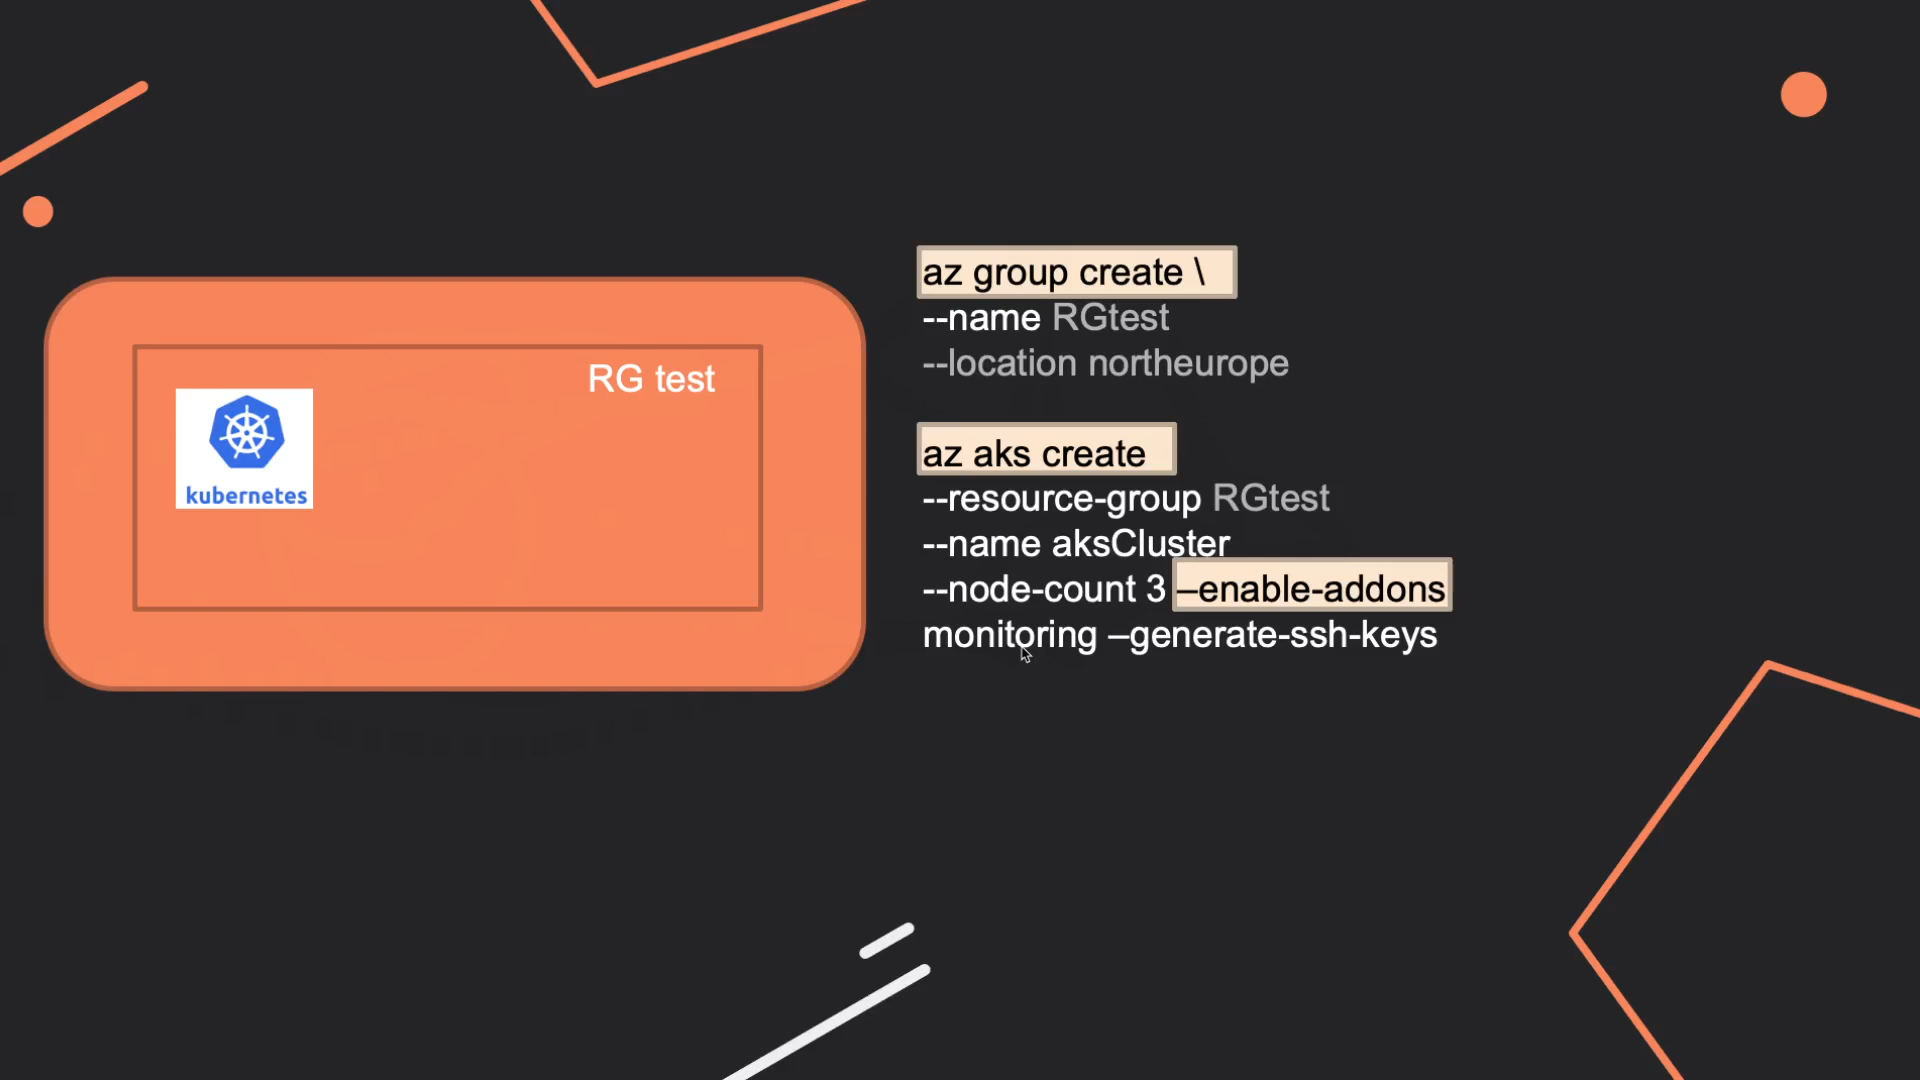 RG test
kubernetes
az group create \
--name RGtest
--location northeurope
az aks create
--resource-group RGtest
--name aksCluster
--node-count 3 –enable-addons
monitoring –generate-ssh-keys